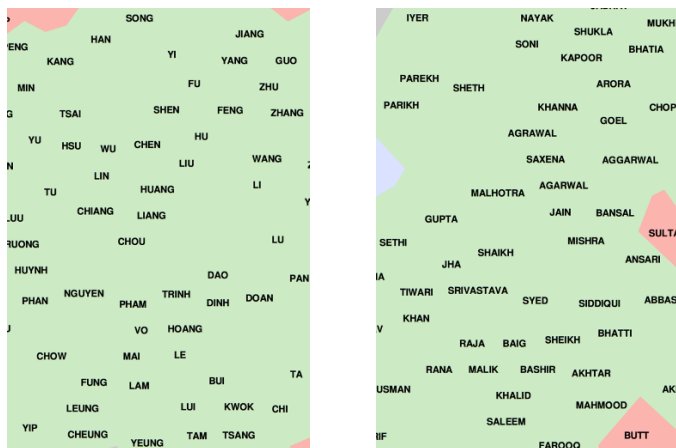 SONG
HAN
JIANG
PENG
YI
KANG
YANG
GUO
MIN
FU
ZHU
TSAI
SHEN
FENG
ZHANG
YU
HSU
WU
CHEN
HU
LIU
WANG
LIN
TU
HUANG
LI
LUU
CHIANG
LIANG
RUONG
CHOU
LU
HUYNH
DAO
PAN
PHAN
NGUYEN
PHAM
TRINH
DINH
DOAN
VO
HOANG
CHOW
MAI
LE
FUNG
LAM
BUI
TA
LEUNG
LUI
KWOK
CHI
YIP
CHEUNG
YEUNG
TAM
TSANG
IYER
NAYAK
MUKH
SHUKLA
SONI
BHATIA
KAPOOR
PAREKH
SHETH
ARORA
PARIKH
KHANNA
CHOP
GOEL
AGRAWAL
SAXENA
AGGARWAL
MALHOTRA
AGARWAL
GUPTA
JAIN
BANSAL
SULTA
SETHI
MISHRA
SHAIKH
ANSARI
JHA
IA
TIWARI
SRIVASTAVA
SYED
SIDDIQUI
ABBAS
KHAN
RAJA
BAIG
SHEIKH
BHATTI
RANA
MALIK
BASHIR
AKHTAR
USMAN
KHALID
MAHMOOD
AK
SALEEM
RIF
FAROOQ
BUTT